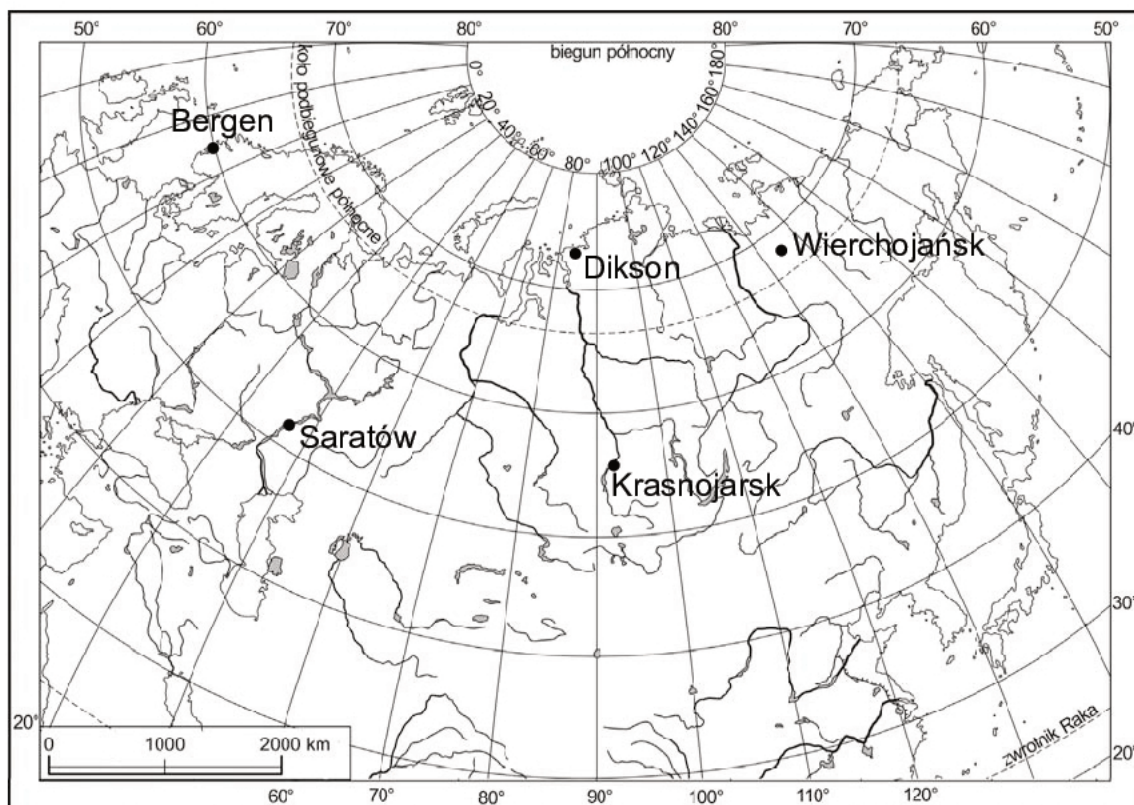 50° 60° 70° 80° biegun północny 80° 70° 60° 50°
koło podbiegunowe północne
0° 20° 40° 60° 80° 100° 120° 140° 160° 180°
Bergen
Wierchojańsk
Dikson
Saratów
Krasnojarsk
40°
30°
20°
zwrotnik Raka
20°
0 1000 2000 km
60° 70° 80° 90° 100° 110° 120°